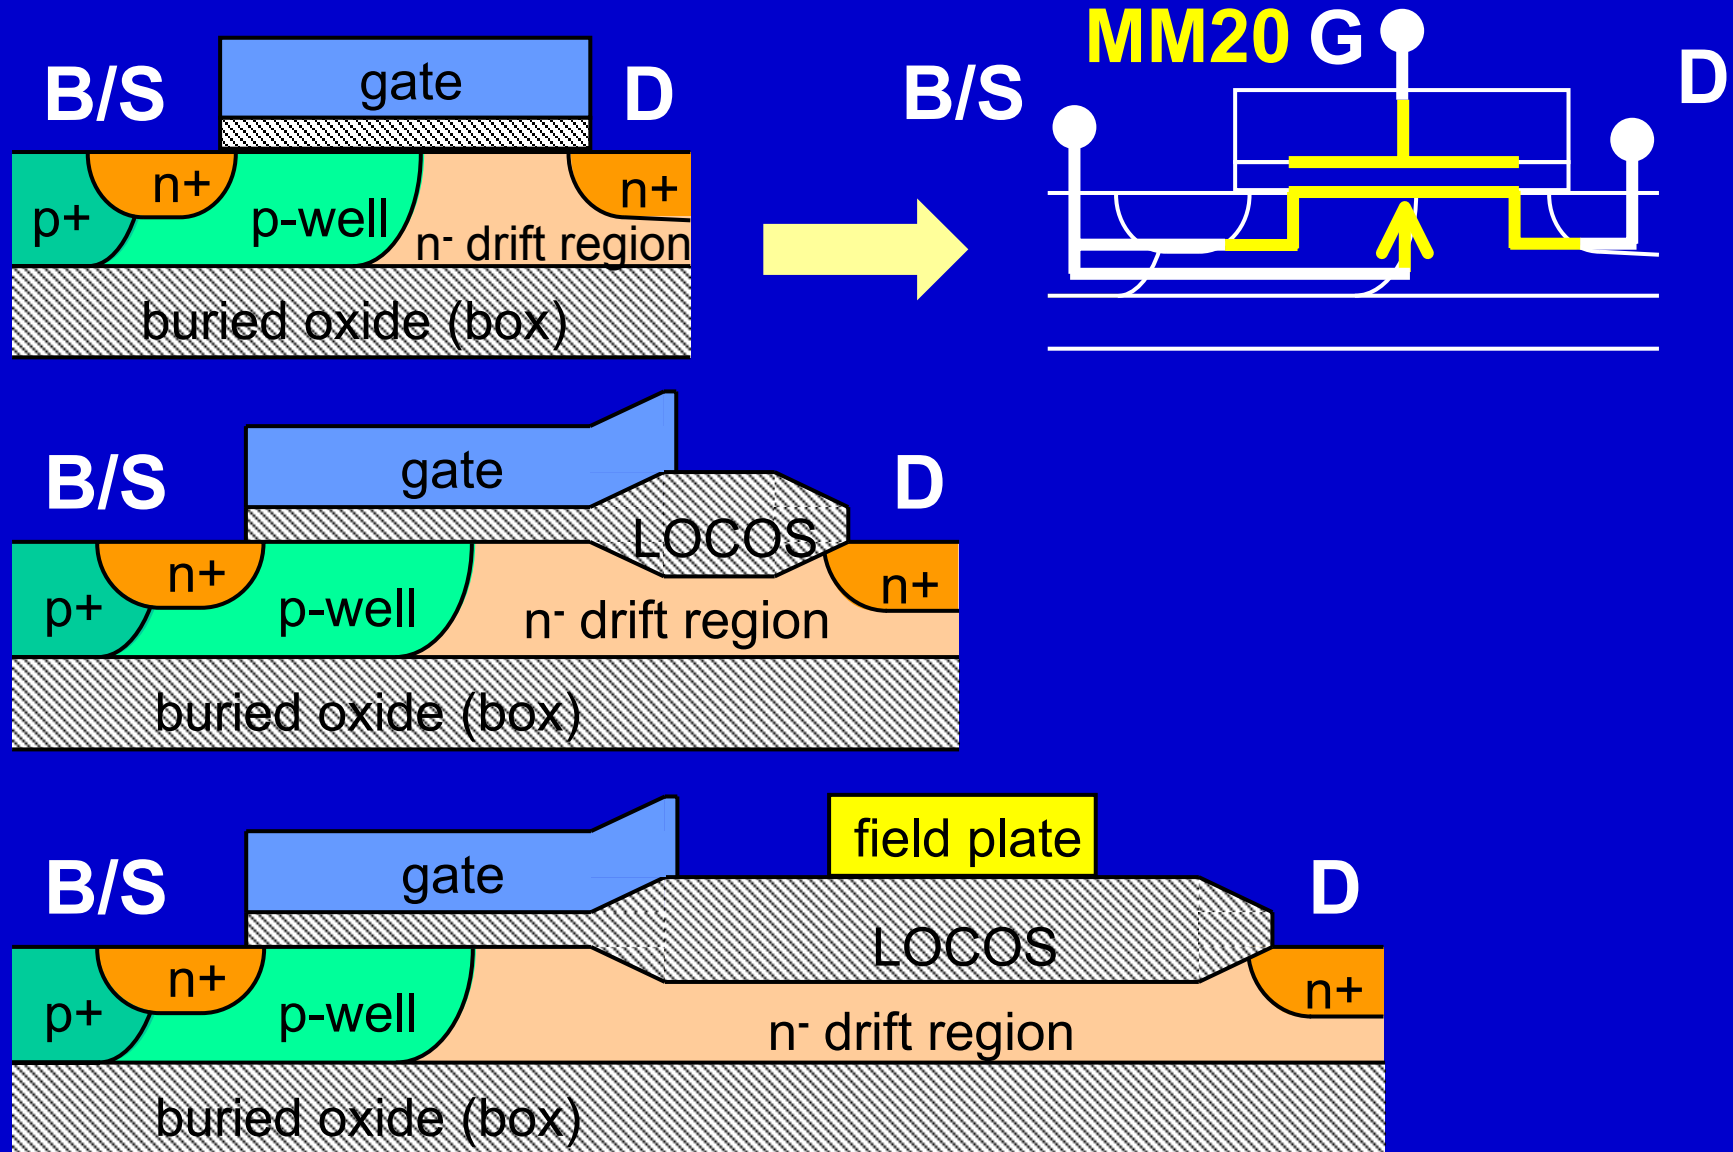 MM20 G
B/S gate D
n+ n+
p+ p-well
n- drift region
buried oxide (box)
B/S D
B/S gate D
LOCOS
n+ n+
p+ p-well n- drift region
buried oxide (box)
field plate
B/S gate D
LOCOS
n+ n+
p+ p-well n- drift region
buried oxide (box)